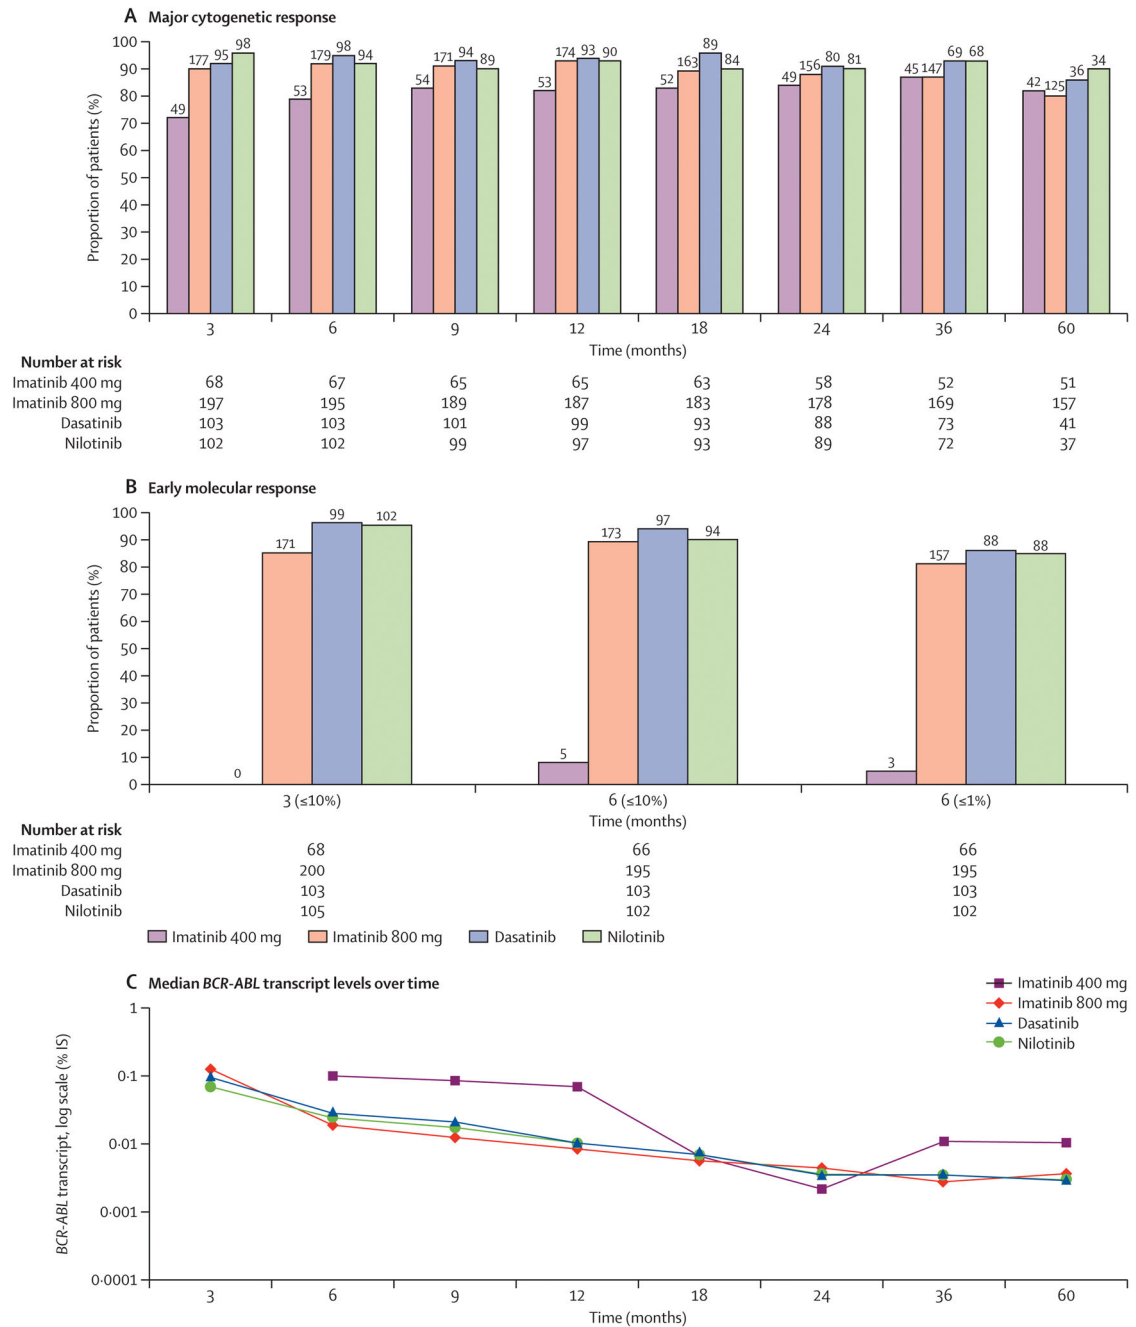 A Major cytogenetic response
Proportion of patients (%)
100
90
80
70
60
50
40
30
20
10
0
49 177 95 98
53 179 98 94
54 171 94 89
53 174 93 90
52 163 89 84
49 156 80 81
45 147 69 68
42 125 36 34
3 6 9 12 18 24 36 60
Time (months)
Number at risk
Imatinib 400 mg 68 67 65 65 63 58 52 51
Imatinib 800 mg 197 195 189 187 183 178 169 157
Dasatinib 103 103 101 99 93 88 73 41
Nilotinib 102 102 99 97 93 89 72 37
B Early molecular response
Proportion of patients (%)
100
90
80
70
60
50
40
30
20
10
0
0 171 99 102
5 173 97 94
3 157 88 88
3 (≤10%) 6 (≤10%) 6 (≤1%)
Time (months)
Number at risk
Imatinib 400 mg 68 66 66
Imatinib 800 mg 200 195 195
Dasatinib 103 103 103
Nilotinib 105 102 102
Imatinib 400 mg Imatinib 800 mg Dasatinib Nilotinib
C Median BCR-ABL transcript levels over time
Imatinib 400 mg
Imatinib 800 mg
Dasatinib
Nilotinib
BCR-ABL transcript, log scale (% IS)
1
0·1
0·01
0·001
0·0001
3 6 9 12 18 24 36 60
Time (months)